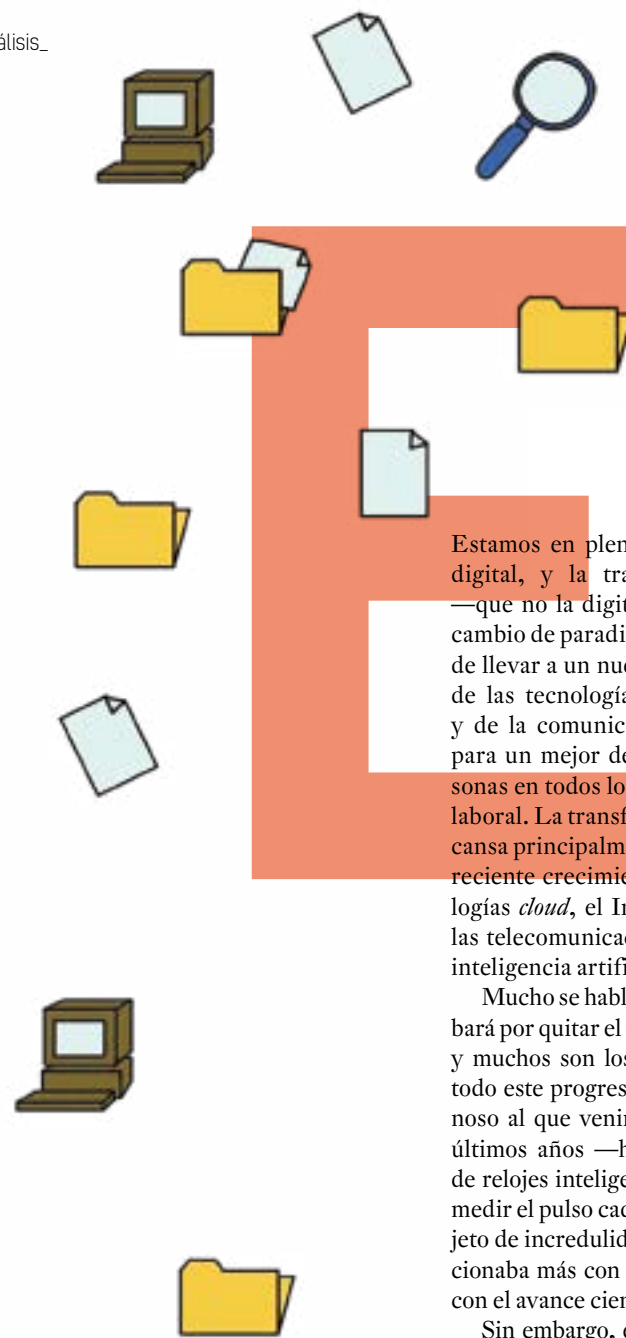 álisis_
E
Estamos en plen
digital, y la tra
—que no la digit
cambio de paradi
de llevar a un nue
de las tecnología
y de la comunic
para un mejor de
sonas en todos lo
laboral. La transf
cansa principalm
reciente crecimie
logías cloud, el In
las telecomunicac
inteligencia artifi
Mucho se habl
bará por quitar el
y muchos son los
todo este progres
noso al que venir
últimos años —h
de relojes intelige
medir el pulso cad
jeto de incredulid
cionaba más con
con el avance cien
Sin embargo, c